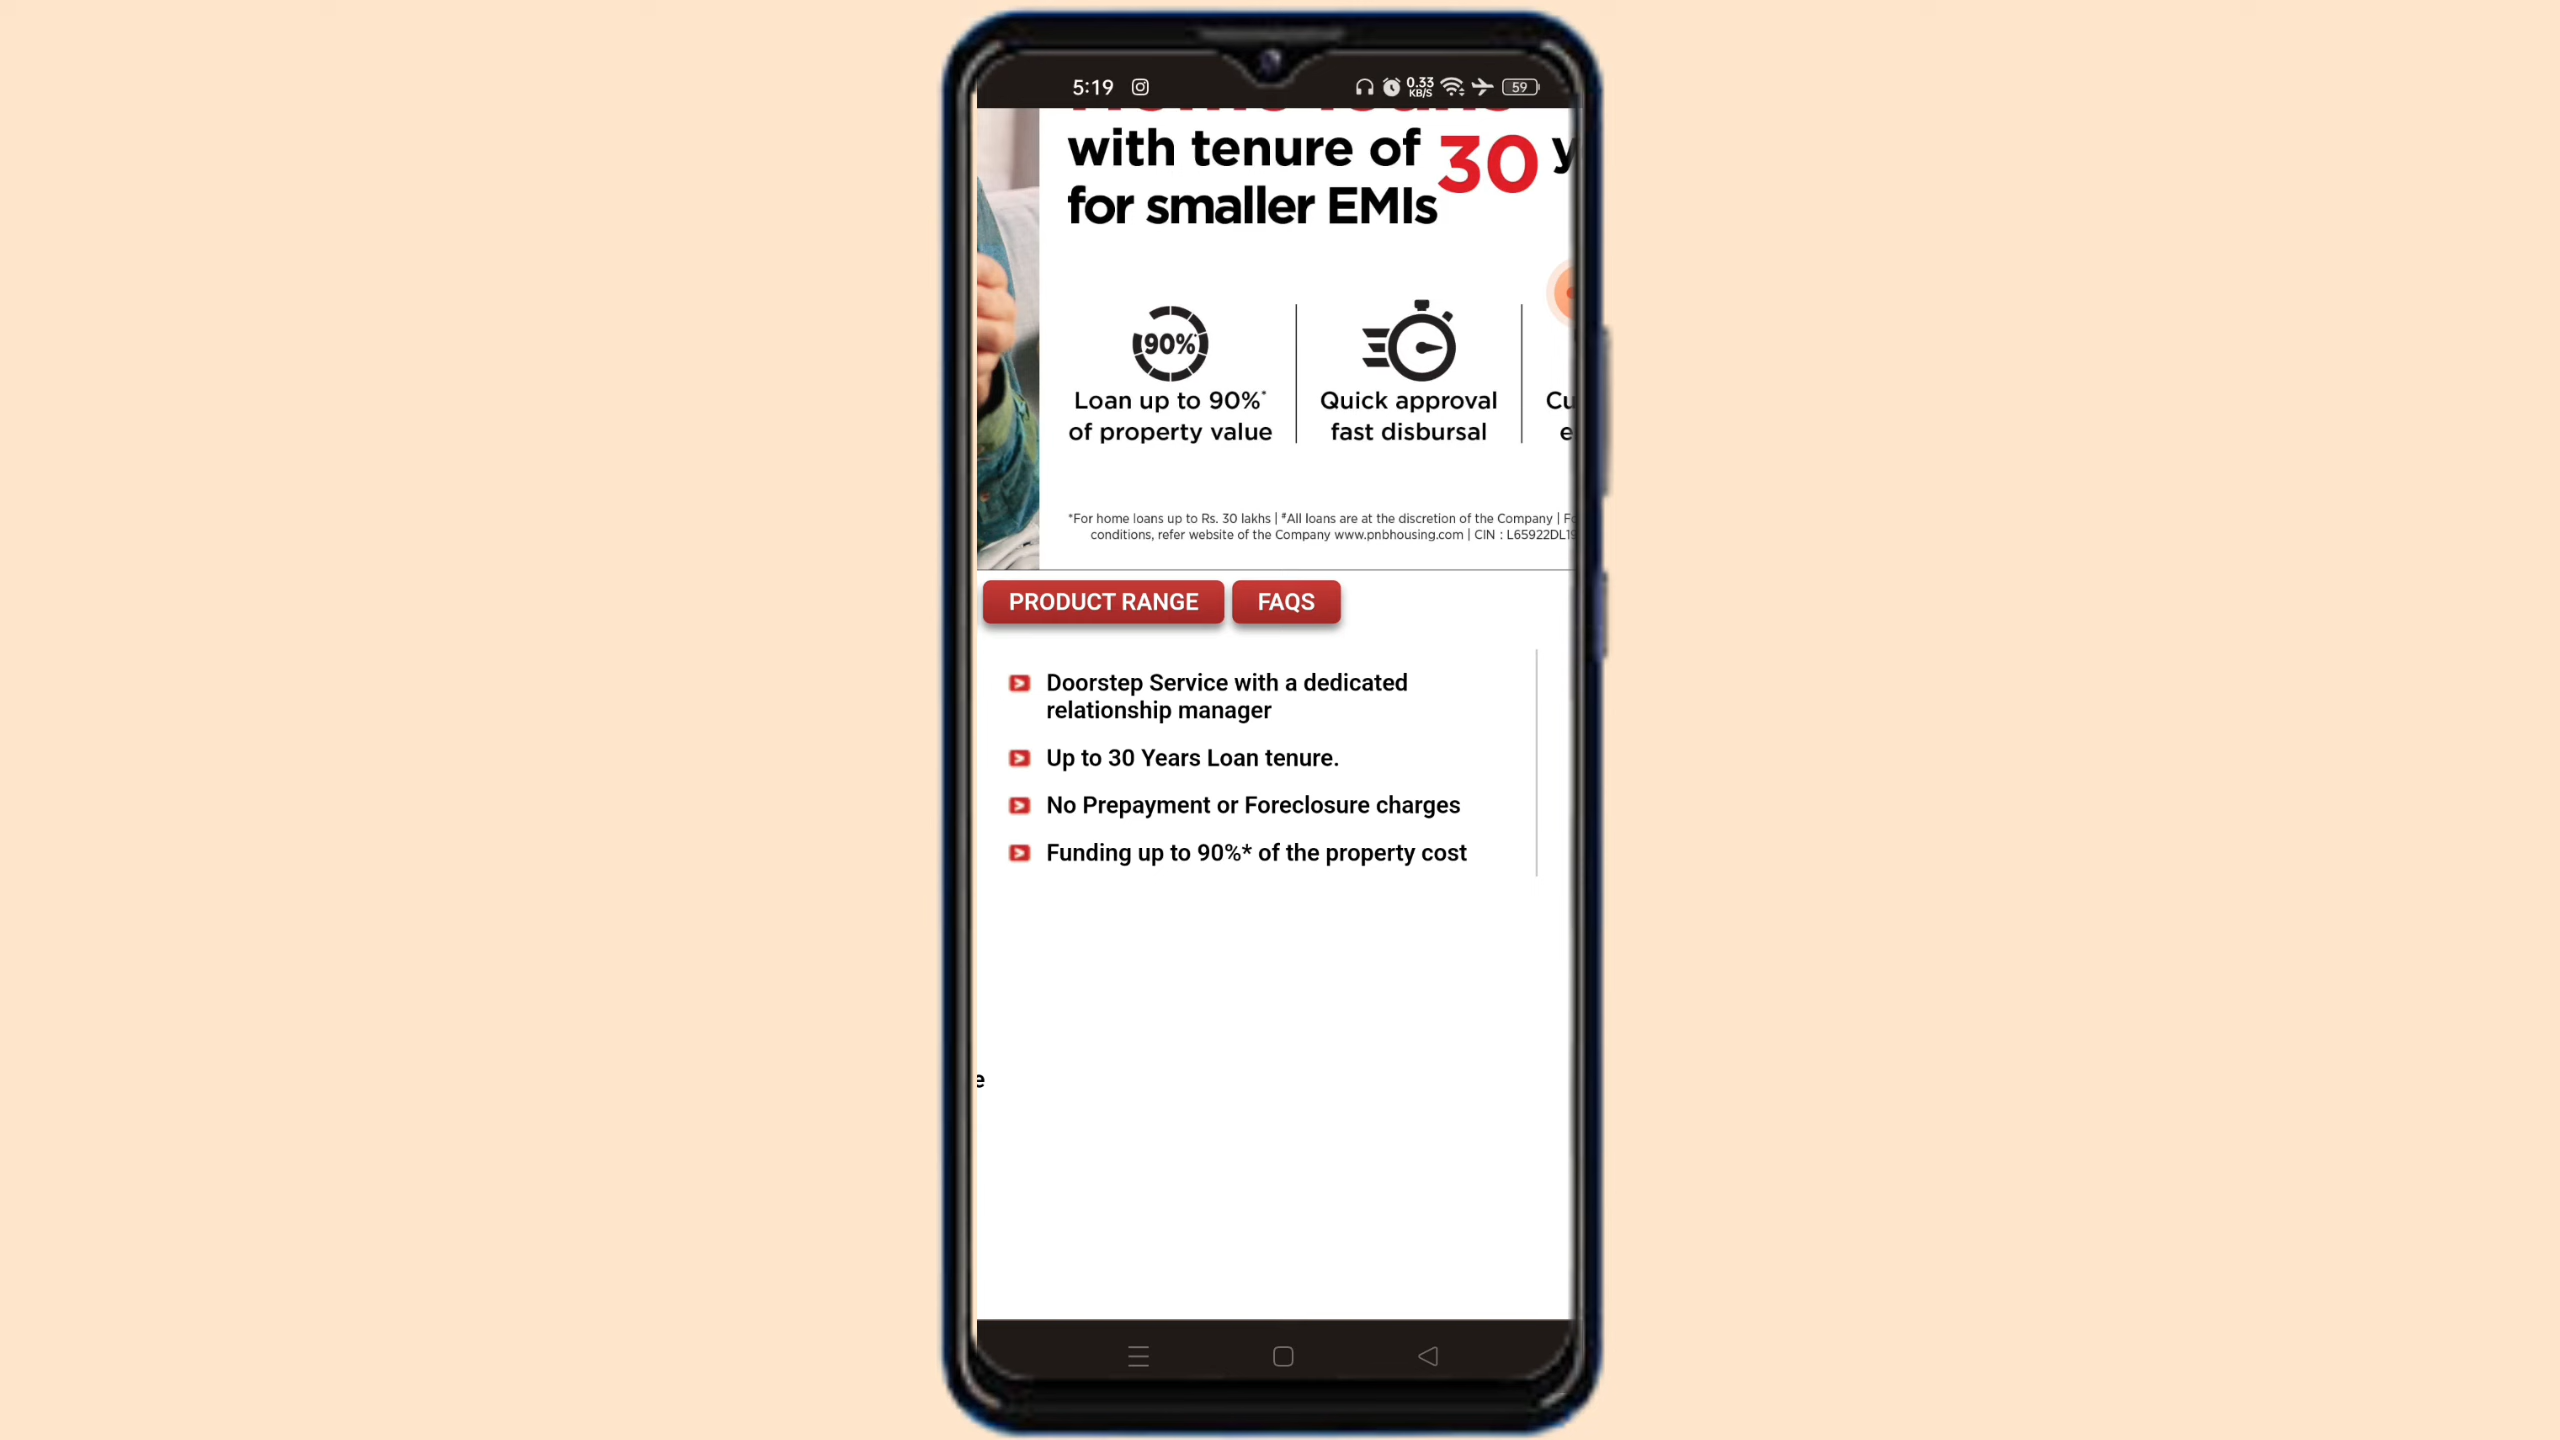 5:19
0.33
KB/S
59
with tenure of 30
for smaller EMIs
90%
Loan up to 90%*
of property value
Quick approval
fast disbursal
*For home loans up to Rs. 30 lakhs | #All loans are at the discretion of the Company |
conditions, refer website of the Company www.pnbhousing.com | CIN : L65922DL19
PRODUCT RANGE
FAQS
Doorstep Service with a dedicated
relationship manager
Up to 30 Years Loan tenure.
No Prepayment or Foreclosure charges
Funding up to 90%* of the property cost